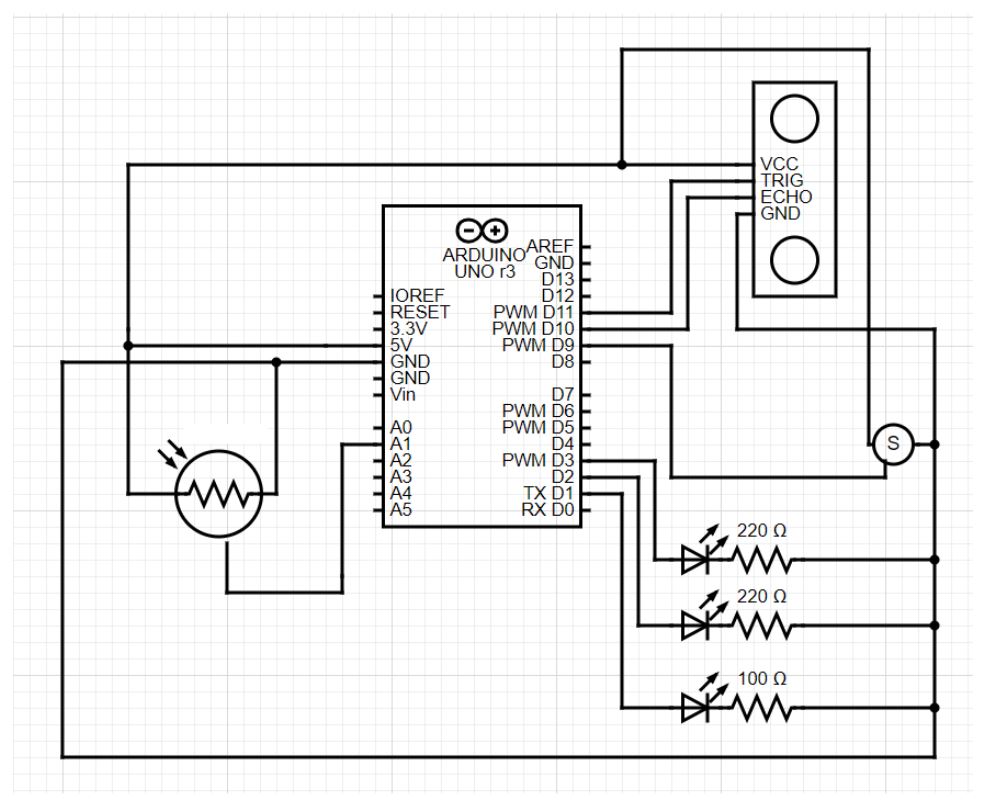 VCC
TRIG
ECHO
GND
ARDUINO
UNO r3
AREF
GND
D13
D12
PWM D11
PWM D10
PWM D9
D8
D7
PWM D6
PWM D5
D4
PWM D3
D2
TX D1
RX D0
IOREF
RESET
3.3V
5V
GND
GND
Vin
A0
A1
A2
A3
A4
A5
S
220 Ω
220 Ω
100 Ω